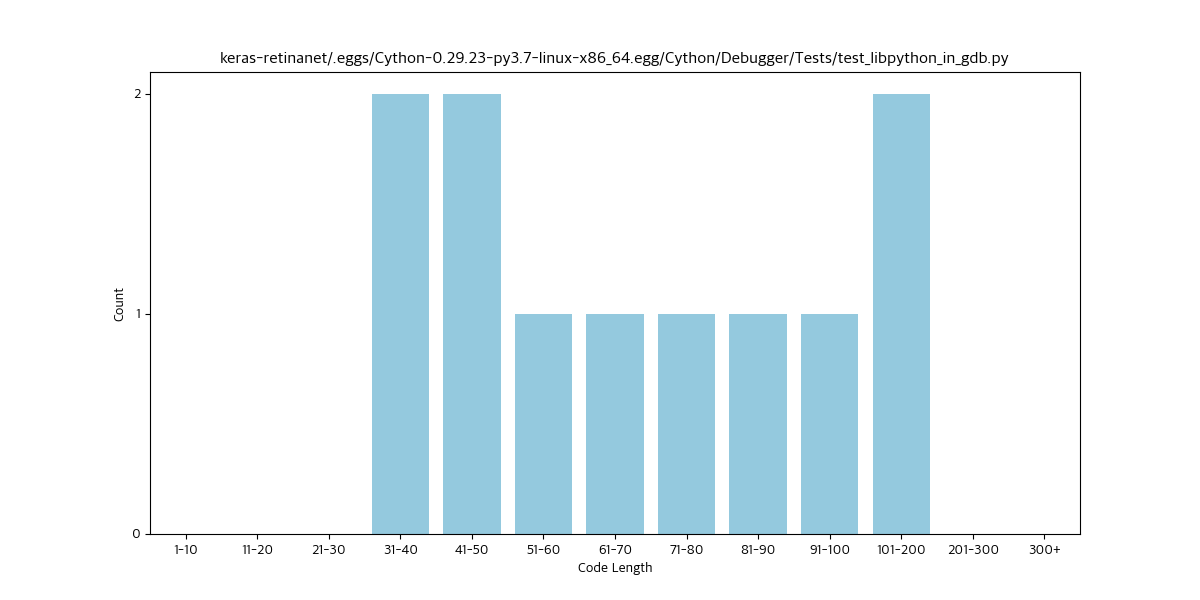 keras-retinanet/.eggs/Cython-0.29.23-py3.7-linux-x86_64.egg/Cython/Debugger/Tests/test_libpython_in_gdb.py
2
1
0
Count
1-10 11-20 21-30 31-40 41-50 51-60 61-70 71-80 81-90 91-100 101-200 201-300 300+
Code Length